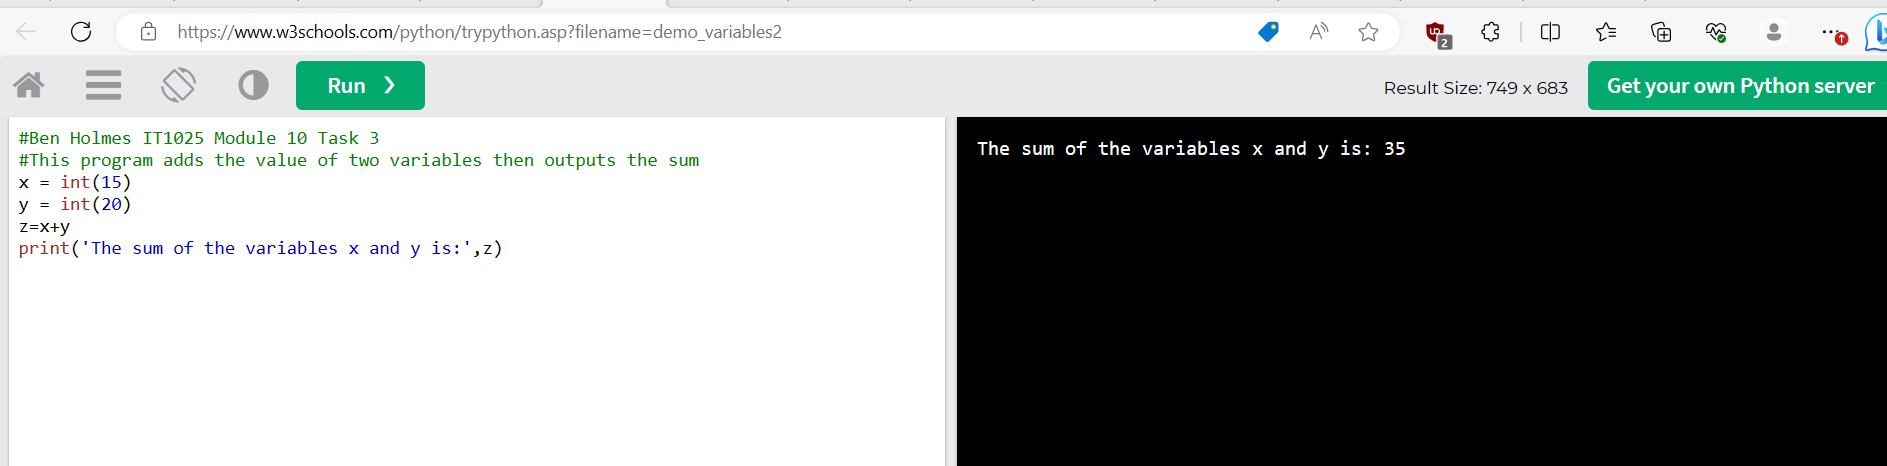 https://www.w3schools.com/python/trypython.asp?filename=demo_variables2
2
Run ❯
Result Size: 749 x 683
Get your own Python server
#Ben Holmes IT1025 Module 10 Task 3
#This program adds the value of two variables then outputs the sum
x = int(15)
y = int(20)
z=x+y
print('The sum of the variables x and y is:',z)
The sum of the variables x and y is: 35